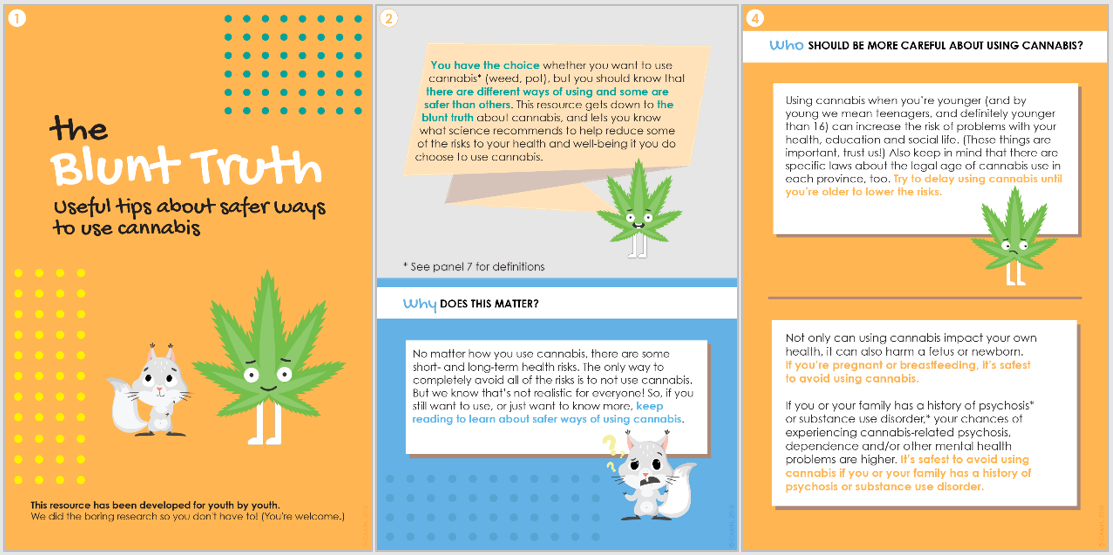 1
the
Blunt Truth
Useful tips about safer ways
to use cannabis
This resource has been developed for youth by youth.
We did the boring research so you don't have to! (You're welcome.)
2
You have the choice whether you want to use
cannabis* (weed, pot), but you should know that
there are different ways of using and some are
safer than others. This resource gets down to the
blunt truth about cannabis, and lets you know
what science recommends to help reduce some
of the risks to your health and well-being if you do
choose to use cannabis.
* See panel 7 for definitions
Why DOES THIS MATTER?
No matter how you use cannabis, there are some
short- and long-term health risks. The only way to
completely avoid all of the risks is to not use cannabis.
But we know that's not realistic for everyone! So, if you
still want to use, or just want to know more, keep
reading to learn about safer ways of using cannabis.
? ?
?
4
Who SHOULD BE MORE CAREFUL ABOUT USING CANNABIS?
Using cannabis when you're younger (and by
young we mean teenagers, and definitely younger
than 16) can increase the risk of problems with your
health, education and social life. (These things are
important, trust us!) Also keep in mind that there are
specific laws about the legal age of cannabis use in
each province, too. Try to delay using cannabis until
you're older to lower the risks.
Not only can using cannabis impact your own
health, it can also harm a fetus or newborn.
If you're pregnant or breastfeeding, it's safest
to avoid using cannabis.
If you or your family has a history of psychosis*
or substance use disorder,* your chances of
experiencing cannabis-related psychosis,
dependence and/or other mental health
problems are higher. It's safest to avoid using
cannabis if you or your family has a history of
psychosis or substance use disorder.